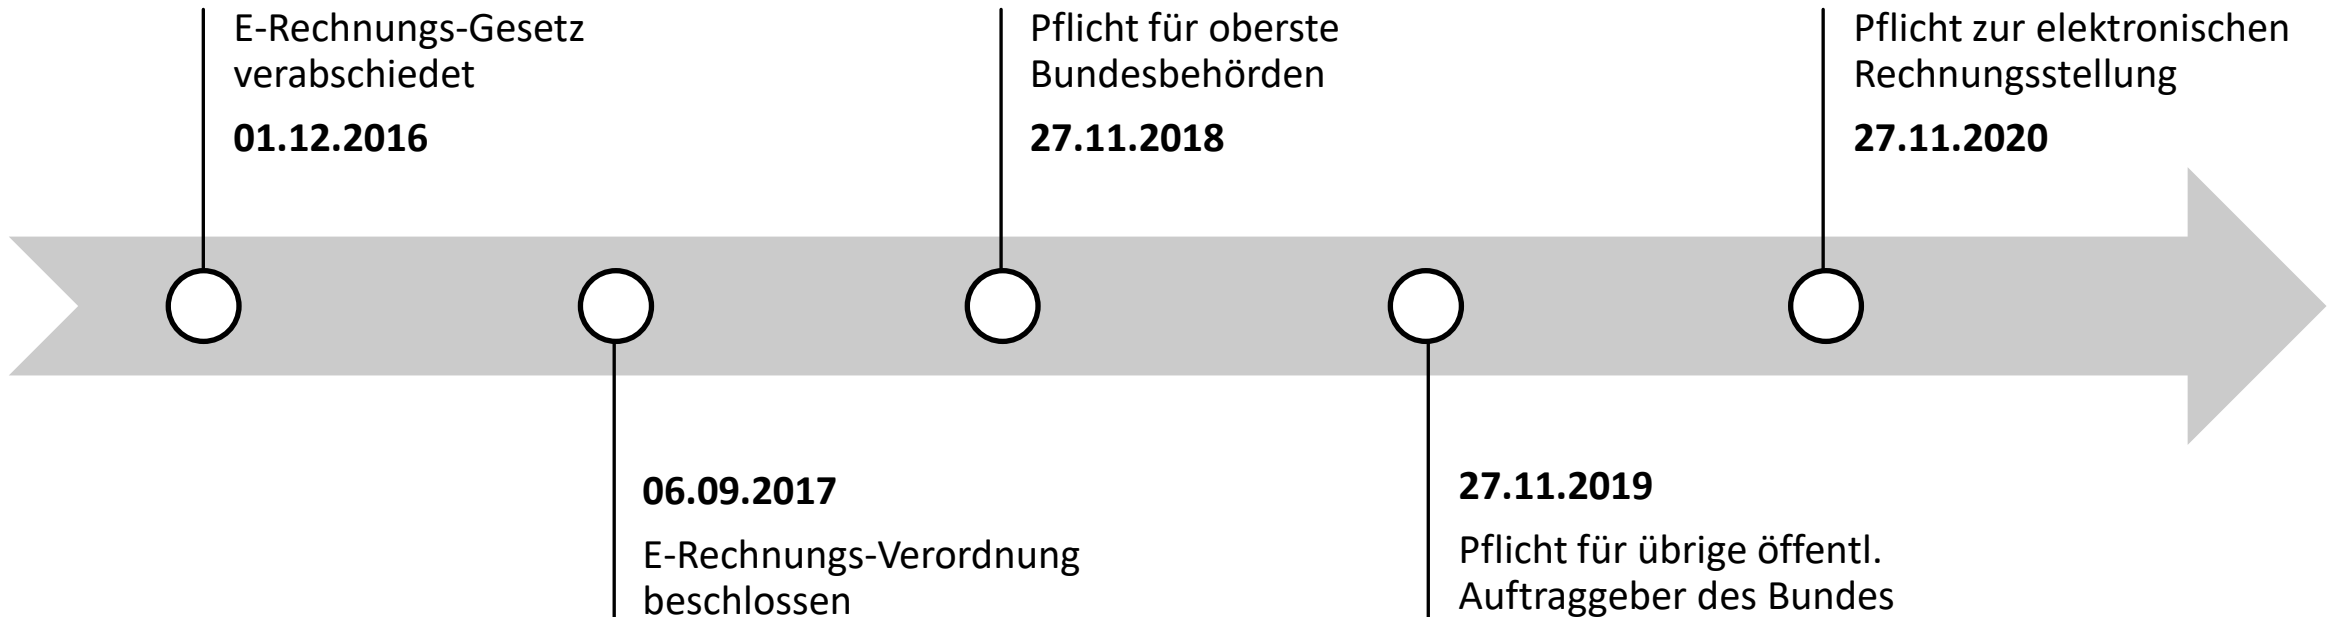 E-Rechnungs-Gesetz
verabschiedet
01.12.2016
06.09.2017
E-Rechnungs-Verordnung
beschlossen
Pflicht für oberste
Bundesbehörden
27.11.2018
27.11.2019
Pflicht für übrige öffentl.
Auftraggeber des Bundes
Pflicht zur elektronischen
Rechnungsstellung
27.11.2020